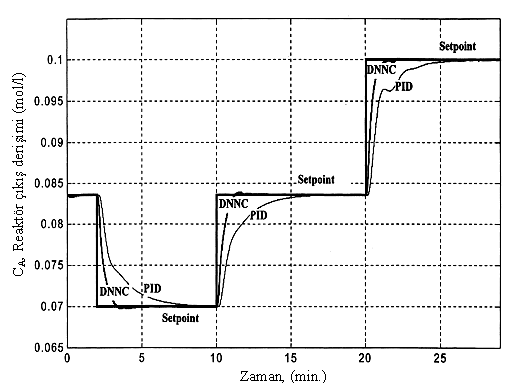 Setpoint
0.1
DNNC
PID
0.095
C_A, Reaktör çıkış derişimi (mol/l)
0.09
0.085
Setpoint
DNNC
PID
0.08
0.075
DNNC
PID
0.07
Setpoint
0.065
0 5 10 15 20 25
Zaman, (min.)